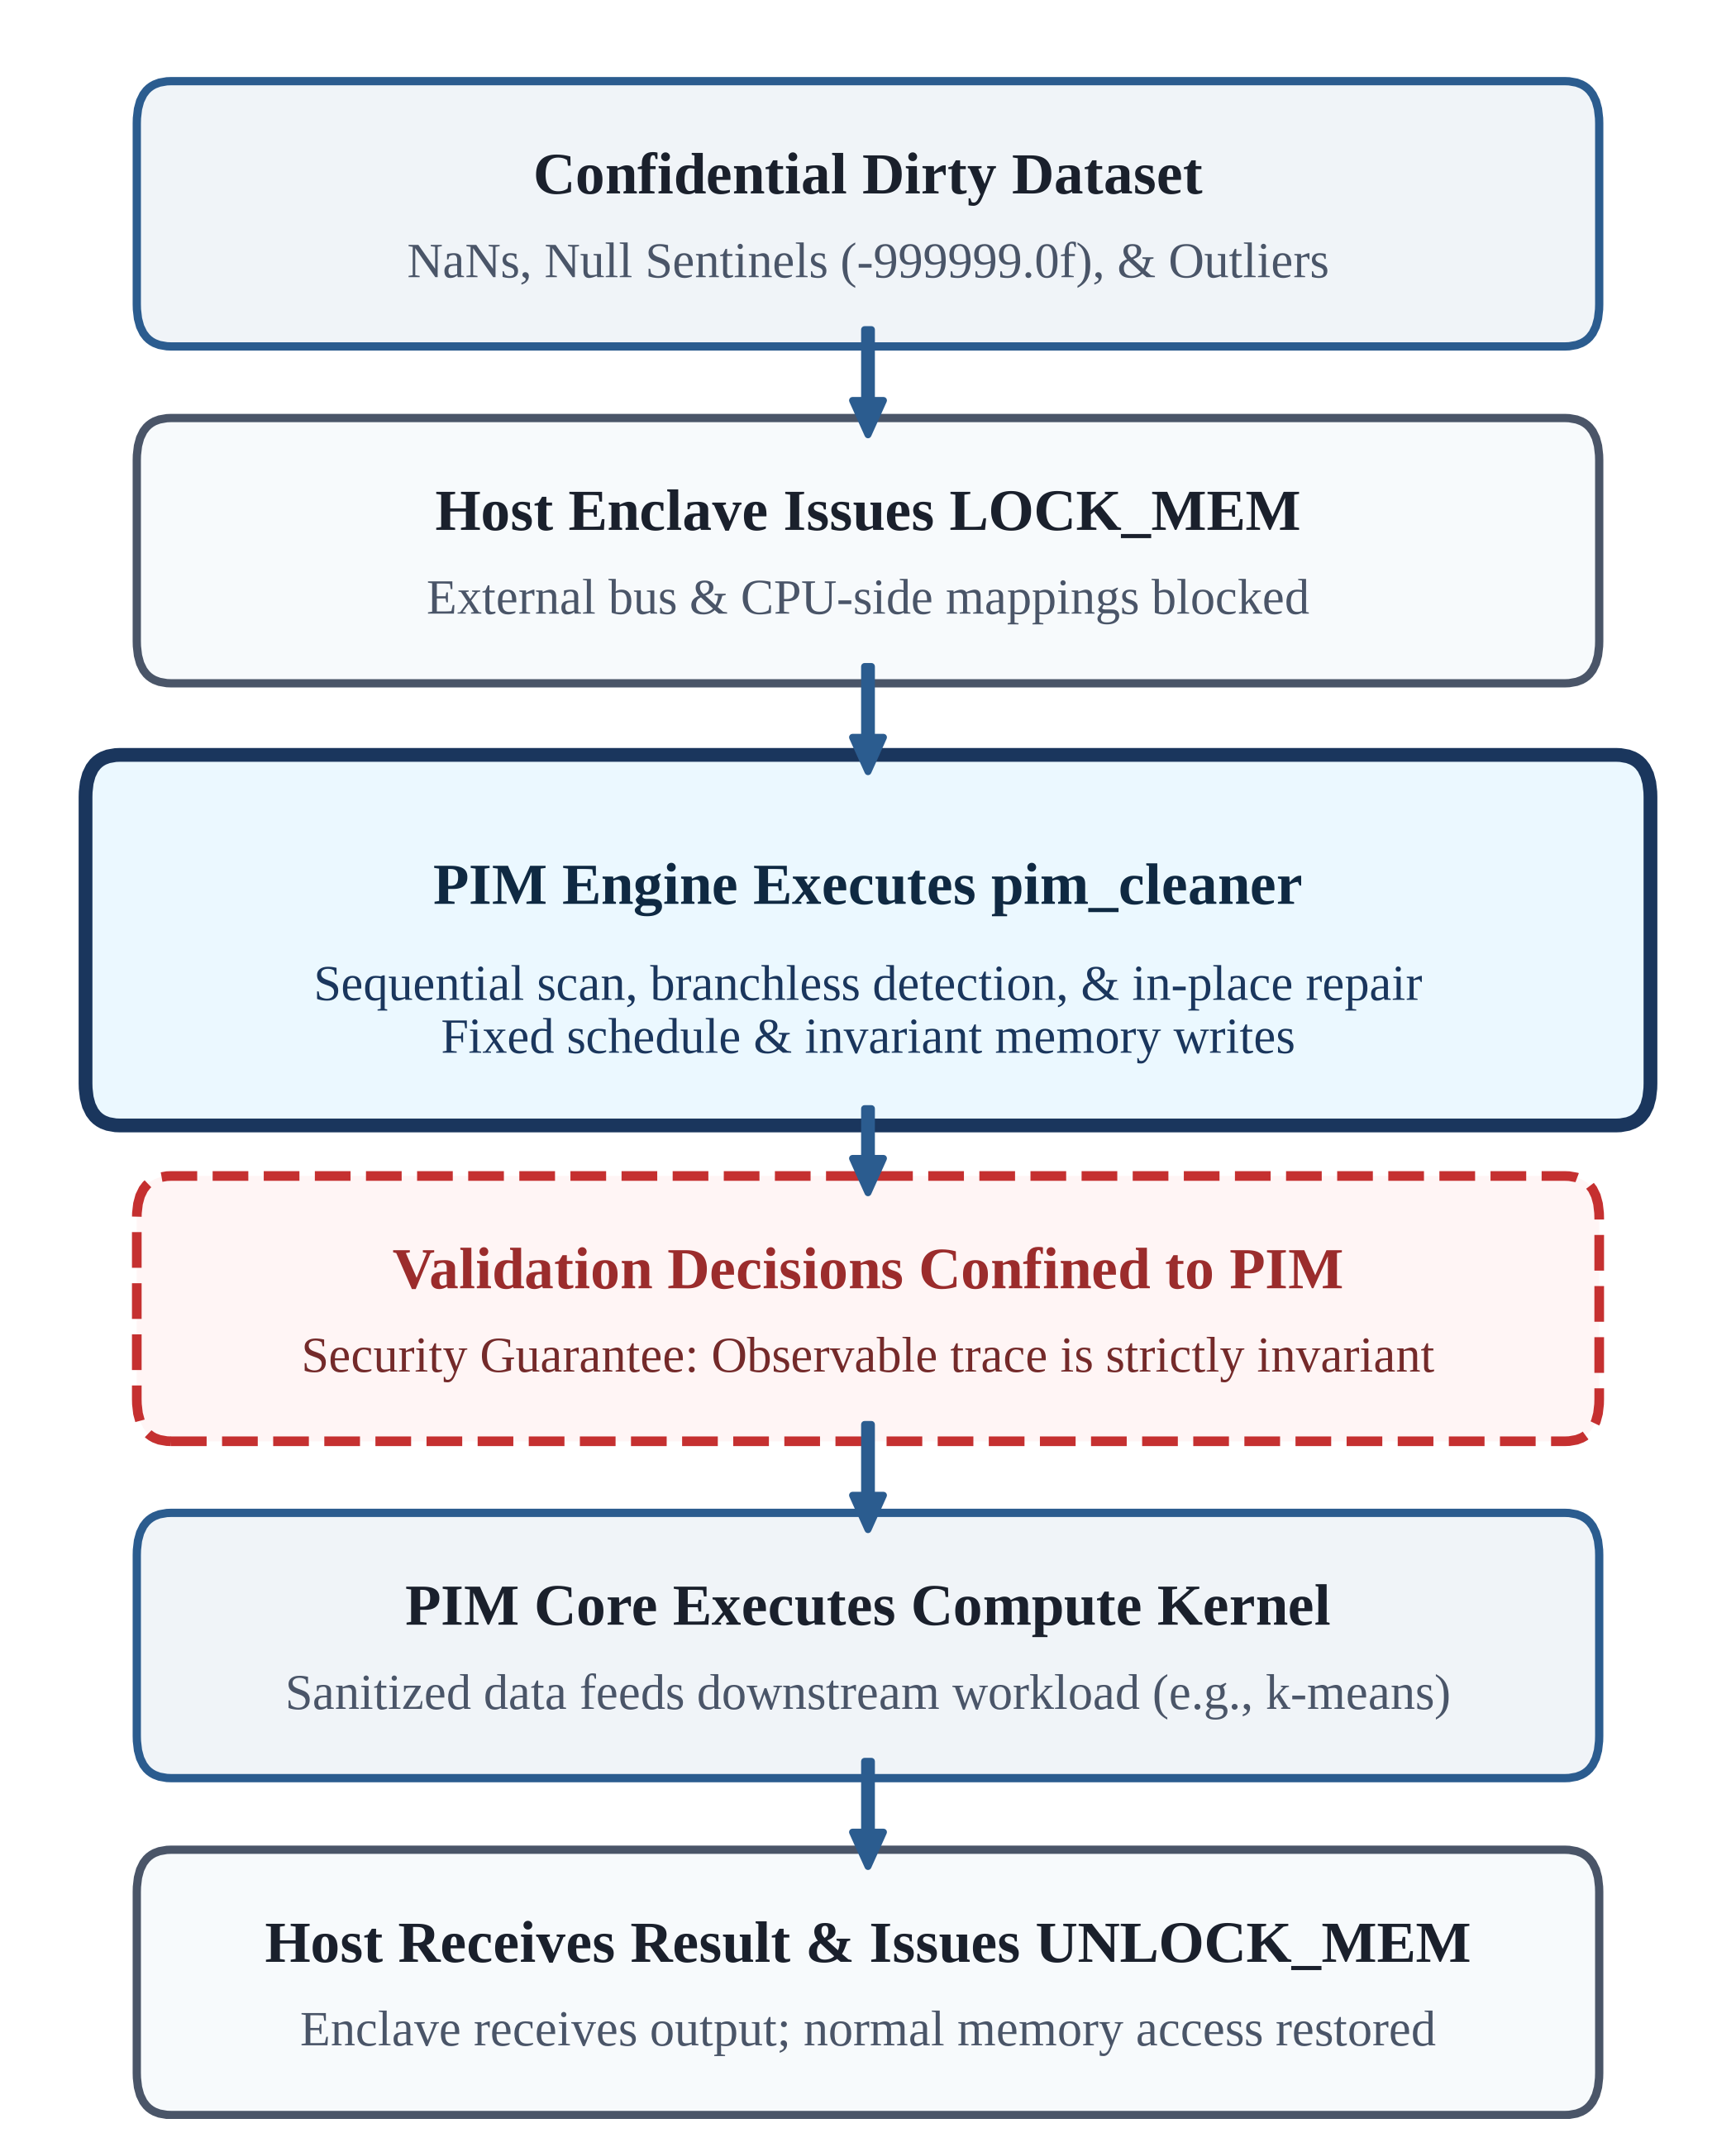 Confidential Dirty Dataset
NaNs, Null Sentinels (-999999.0f), & Outliers
Host Enclave Issues LOCK_MEM
External bus & CPU-side mappings blocked
PIM Engine Executes pim_cleaner
Sequential scan, branchless detection, & in-place repair
Fixed schedule & invariant memory writes
Validation Decisions Confined to PIM
Security Guarantee: Observable trace is strictly invariant
PIM Core Executes Compute Kernel
Sanitized data feeds downstream workload (e.g., k-means)
Host Receives Result & Issues UNLOCK_MEM
Enclave receives output; normal memory access restored